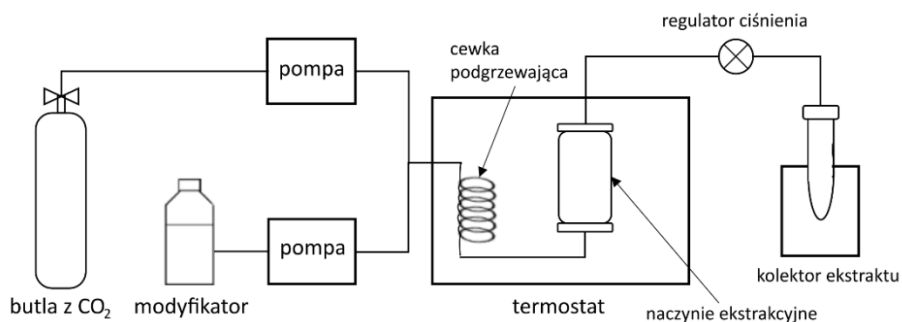 regulator ciśnienia
cewka
podgrzewająca
pompa
pompa
butla z CO₂
modyfikator
termostat
naczynie ekstrakcyjne
kolektor ekstraktu